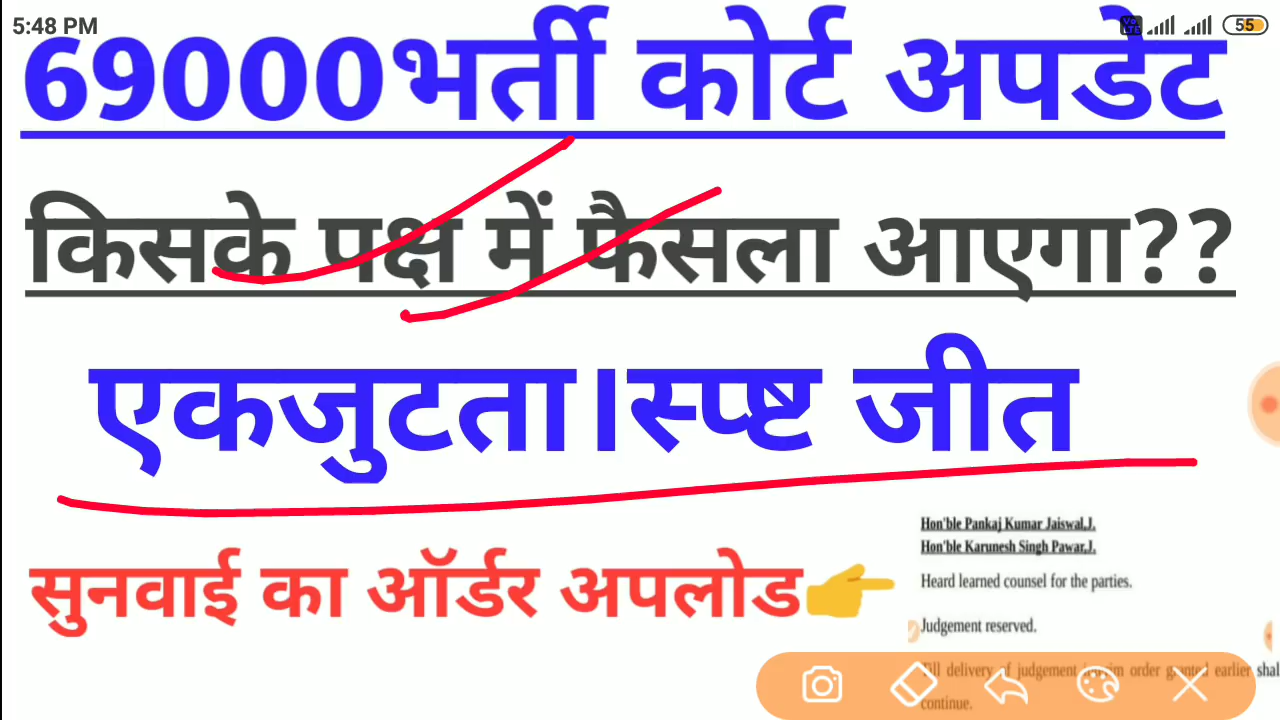 5:48 PM
VO LTE
55
69000भर्ती कोर्ट अपडेट
किसके पक्ष में फैसला आएगा??
एकजुटता।स्प्ष्ट जीत
सुनवाई का ऑर्डर अपलोड👉
Hon'ble Pankaj Kumar Jaiswal,J.
Hon'ble Karunesh Singh Pawar,J.
Heard learned counsel for the parties.
Judgement reserved.
Till delivery of judgement interim order granted earlier shal
continue.